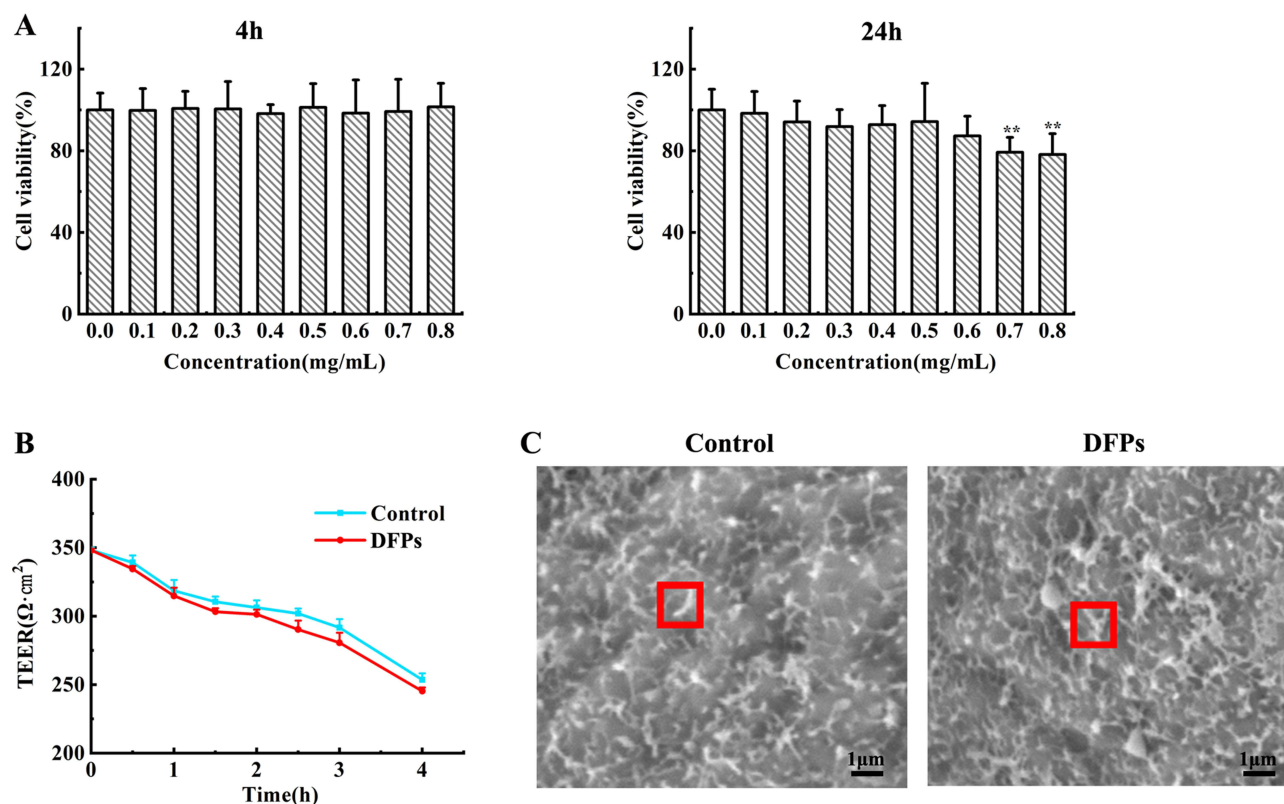 A
4h
Cell viability(%)
120
80
40
0
0.0 0.1 0.2 0.3 0.4 0.5 0.6 0.7 0.8
Concentration(mg/mL)
24h
Cell viability(%)
120
80
40
0
** **
0.0 0.1 0.2 0.3 0.4 0.5 0.6 0.7 0.8
Concentration(mg/mL)
B
TEER(Ω·cm²)
400
350
300
250
200
Control
DFPs
0 1 2 3 4
Time(h)
C
Control
1μm
DFPs
1μm